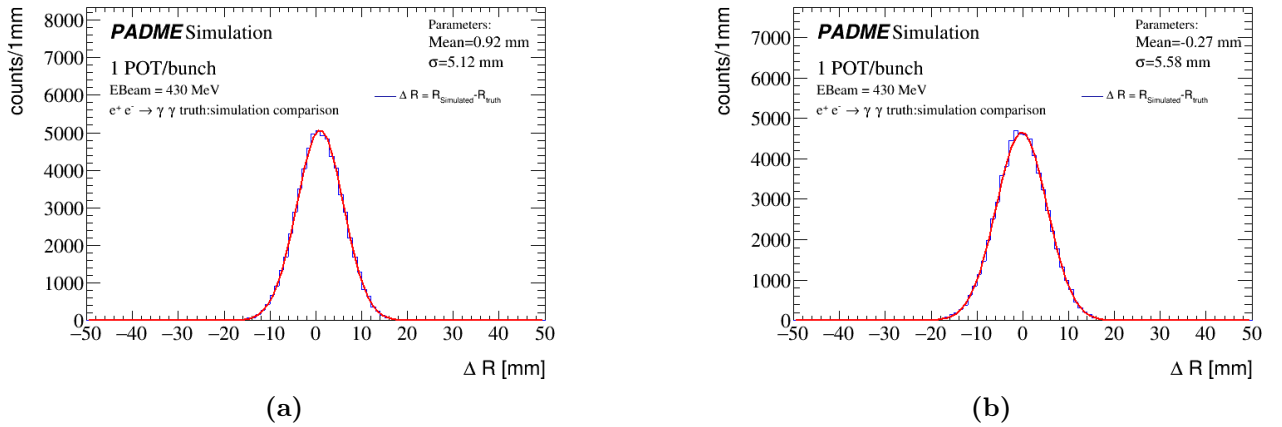 counts/1mm
8000
7000
6000
5000
4000
3000
2000
1000
0
PADME Simulation
Parameters:
Mean=0.92 mm
σ=5.12 mm
1 POT/bunch
EBeam = 430 MeV
e⁺ e⁻ → γ γ truth:simulation comparison
Δ R = R_Simulated-R_truth
−50 −40 −30 −20 −10 0 10 20 30 40 50
Δ R [mm]
(a)
counts/1mm
7000
6000
5000
4000
3000
2000
1000
0
PADME Simulation
Parameters:
Mean=-0.27 mm
σ=5.58 mm
1 POT/bunch
EBeam = 430 MeV
e⁺ e⁻ → γ γ truth:simulation comparison
Δ R = R_Simulated-R_truth
−50 −40 −30 −20 −10 0 10 20 30 40 50
Δ R [mm]
(b)